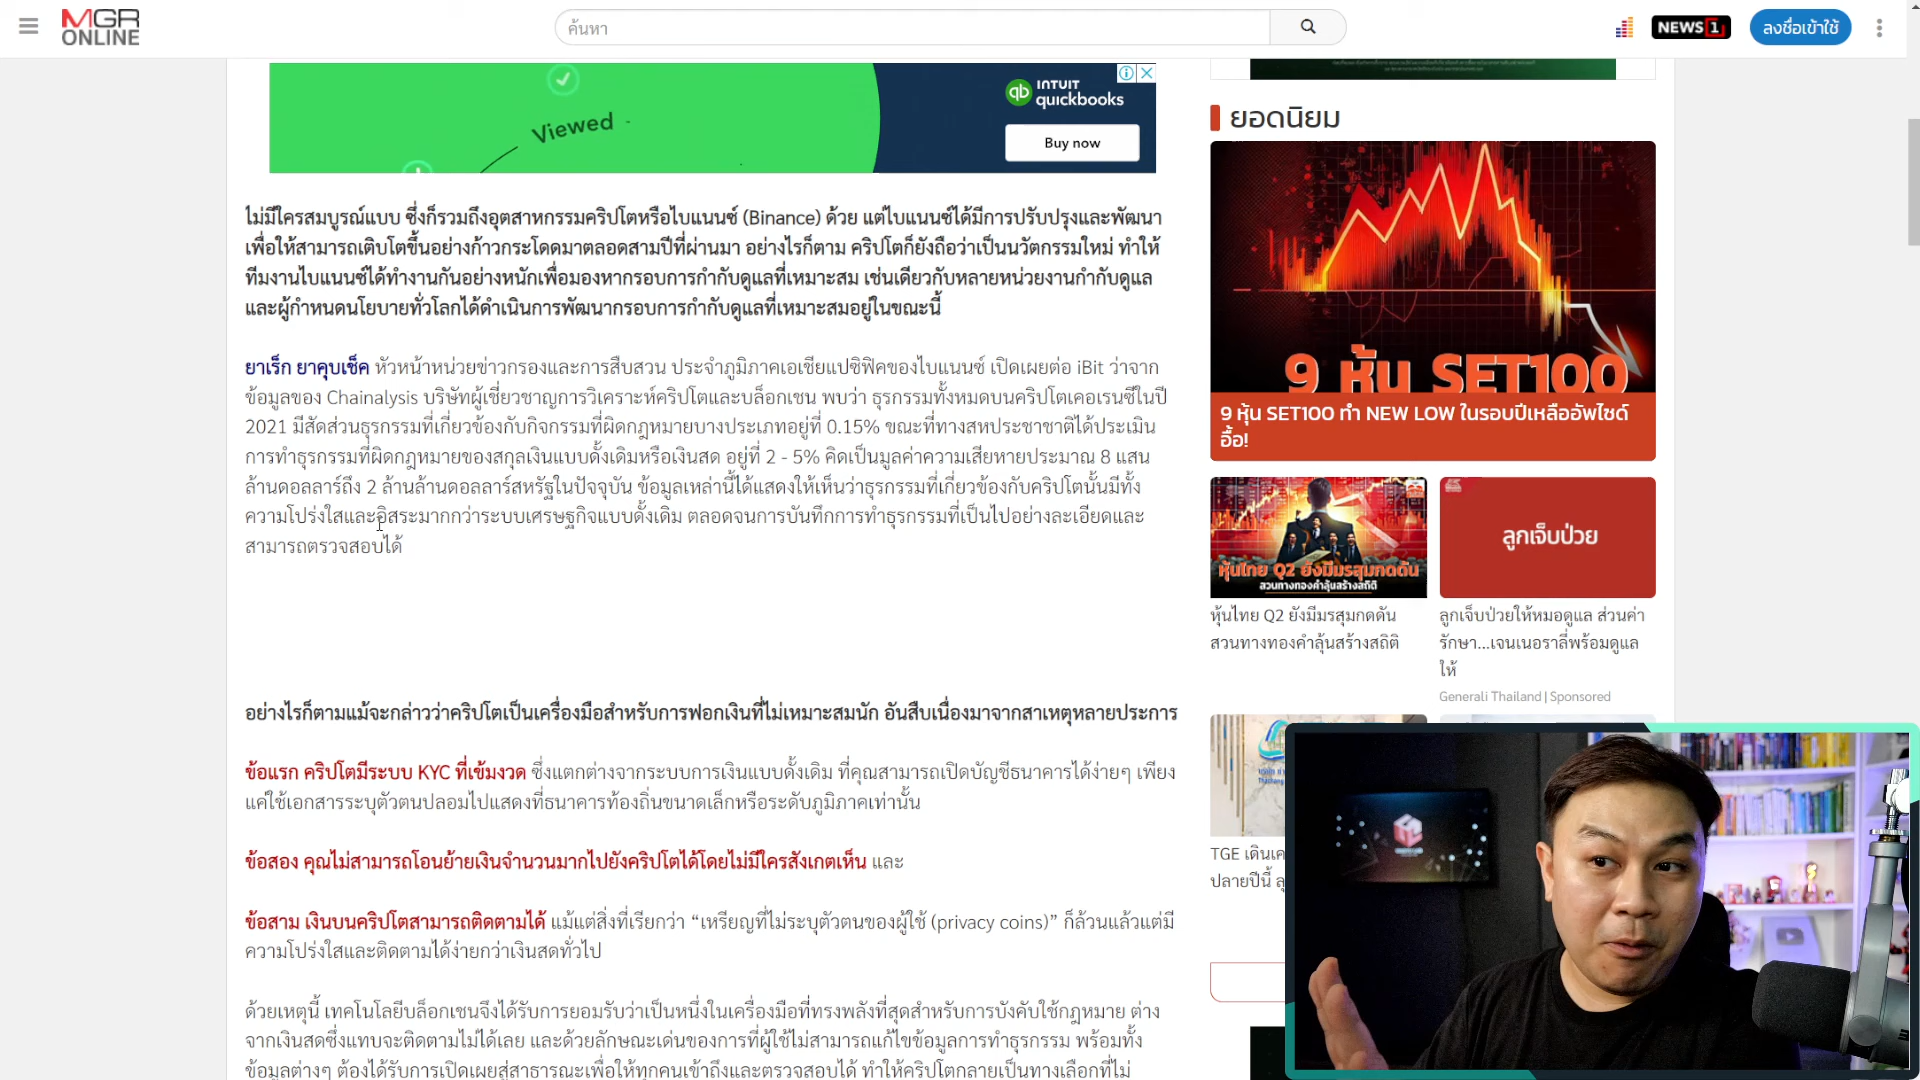 MGR
ONLINE
ค้นหา
NEWS 1
ลงชื่อเข้าใช้
Viewed
INTUIT
quickbooks
Buy now
ไม่มีใครสมบูรณ์แบบ ซึ่งก็รวมถึงอุตสาหกรรมคริปโตหรือไบแนนซ์ (Binance) ด้วย แต่ไบแนนซ์ได้มีการปรับปรุงและพัฒนา
เพื่อให้สามารถเติบโตขึ้นอย่างก้าวกระโดดมาตลอดสามปีที่ผ่านมา อย่างไรก็ตาม คริปโตก็ยังถือว่าเป็นนวัตกรรมใหม่ ทำให้
ทีมงานไบแนนซ์ได้ทำงานกันอย่างหนักเพื่อมองหากรอบการกำกับดูแลที่เหมาะสม เช่นเดียวกับหลายหน่วยงานกำกับดูแล
และผู้กำหนดนโยบายทั่วโลกได้ดำเนินการพัฒนากรอบการกำกับดูแลที่เหมาะสมอยู่ในขณะนี้
ยาเร็ก ยาคุบเช็ค หัวหน้าหน่วยข่าวกรองและการสืบสวน ประจำภูมิภาคเอเชียแปซิฟิคของไบแนนซ์ เปิดเผยต่อ iBit ว่าจาก
ข้อมูลของ Chainalysis บริษัทผู้เชี่ยวชาญการวิเคราะห์คริปโตและบล็อกเชน พบว่า ธุรกรรมทั้งหมดบนคริปโตเคอเรนซีในปี
2021 มีสัดส่วนธุรกรรมที่เกี่ยวข้องกับกิจกรรมที่ผิดกฎหมายบางประเภทอยู่ที่ 0.15% ขณะที่ทางสหประชาชาติได้ประเมิน
การทำธุรกรรมที่ผิดกฎหมายของสกุลเงินแบบดั้งเดิมหรือเงินสด อยู่ที่ 2 - 5% คิดเป็นมูลค่าความเสียหายประมาณ 8 แสน
ล้านดอลลาร์ถึง 2 ล้านล้านดอลลาร์สหรัฐในปัจจุบัน ข้อมูลเหล่านี้ได้แสดงให้เห็นว่าธุรกรรมที่เกี่ยวข้องกับคริปโตนั้นมีทั้ง
ความโปร่งใสและอิสระมากกว่าระบบเศรษฐกิจแบบดั้งเดิม ตลอดจนการบันทึกการทำธุรกรรมที่เป็นไปอย่างละเอียดและ
สามารถตรวจสอบได้
อย่างไรก็ตามแม้จะกล่าวว่าคริปโตเป็นเครื่องมือสำหรับการฟอกเงินที่ไม่เหมาะสมนัก อันสืบเนื่องมาจากสาเหตุหลายประการ
ข้อแรก คริปโตมีระบบ KYC ที่เข้มงวด ซึ่งแตกต่างจากระบบการเงินแบบดั้งเดิม ที่คุณสามารถเปิดบัญชีธนาคารได้ง่ายๆ เพียง
แค่ใช้เอกสารระบุตัวตนปลอมไปแสดงที่ธนาคารท้องถิ่นขนาดเล็กหรือระดับภูมิภาคเท่านั้น
ข้อสอง คุณไม่สามารถโอนย้ายเงินจำนวนมากไปยังคริปโตได้โดยไม่มีใครสังเกตเห็น และ
ข้อสาม เงินบนคริปโตสามารถติดตามได้ แม้แต่สิ่งที่เรียกว่า “เหรียญที่ไม่ระบุตัวตนของผู้ใช้ (privacy coins)” ก็ล้วนแล้วแต่มี
ความโปร่งใสและติดตามได้ง่ายกว่าเงินสดทั่วไป
ด้วยเหตุนี้ เทคโนโลยีบล็อกเชนจึงได้รับการยอมรับว่าเป็นหนึ่งในเครื่องมือที่ทรงพลังที่สุดสำหรับการบังคับใช้กฎหมาย ต่าง
จากเงินสดซึ่งแทบจะติดตามไม่ได้เลย และด้วยลักษณะเด่นของการที่ผู้ใช้ไม่สามารถแก้ไขข้อมูลการทำธุรกรรม พร้อมทั้ง
ข้อมูลต่างๆ ต้องได้รับการเปิดเผยสู่สาธารณะเพื่อให้ทุกคนเข้าถึงและตรวจสอบได้ ทำให้คริปโตกลายเป็นทางเลือกที่ไม่
ยอดนิยม
9 หุ้น SET100
9 หุ้น SET100 ทำ NEW LOW ในรอบปีเหลืออัพไซด์
อื้อ!
หุ้นไทย Q2 ยังมีมรสุมกดดัน
สวนทางทองคำลุ้นสร้างสถิติ
หุ้นไทย Q2 ยังมีมรสุมกดดัน
สวนทางทองคำลุ้นสร้างสถิติ
ลูกเจ็บป่วย
ลูกเจ็บป่วยให้หมอดูแล ส่วนค่า
รักษา...เจนเนอราลี่พร้อมดูแล
ให้
Generali Thailand | Sponsored
TGE เดินเค
ปลายปีนี้ ลุ